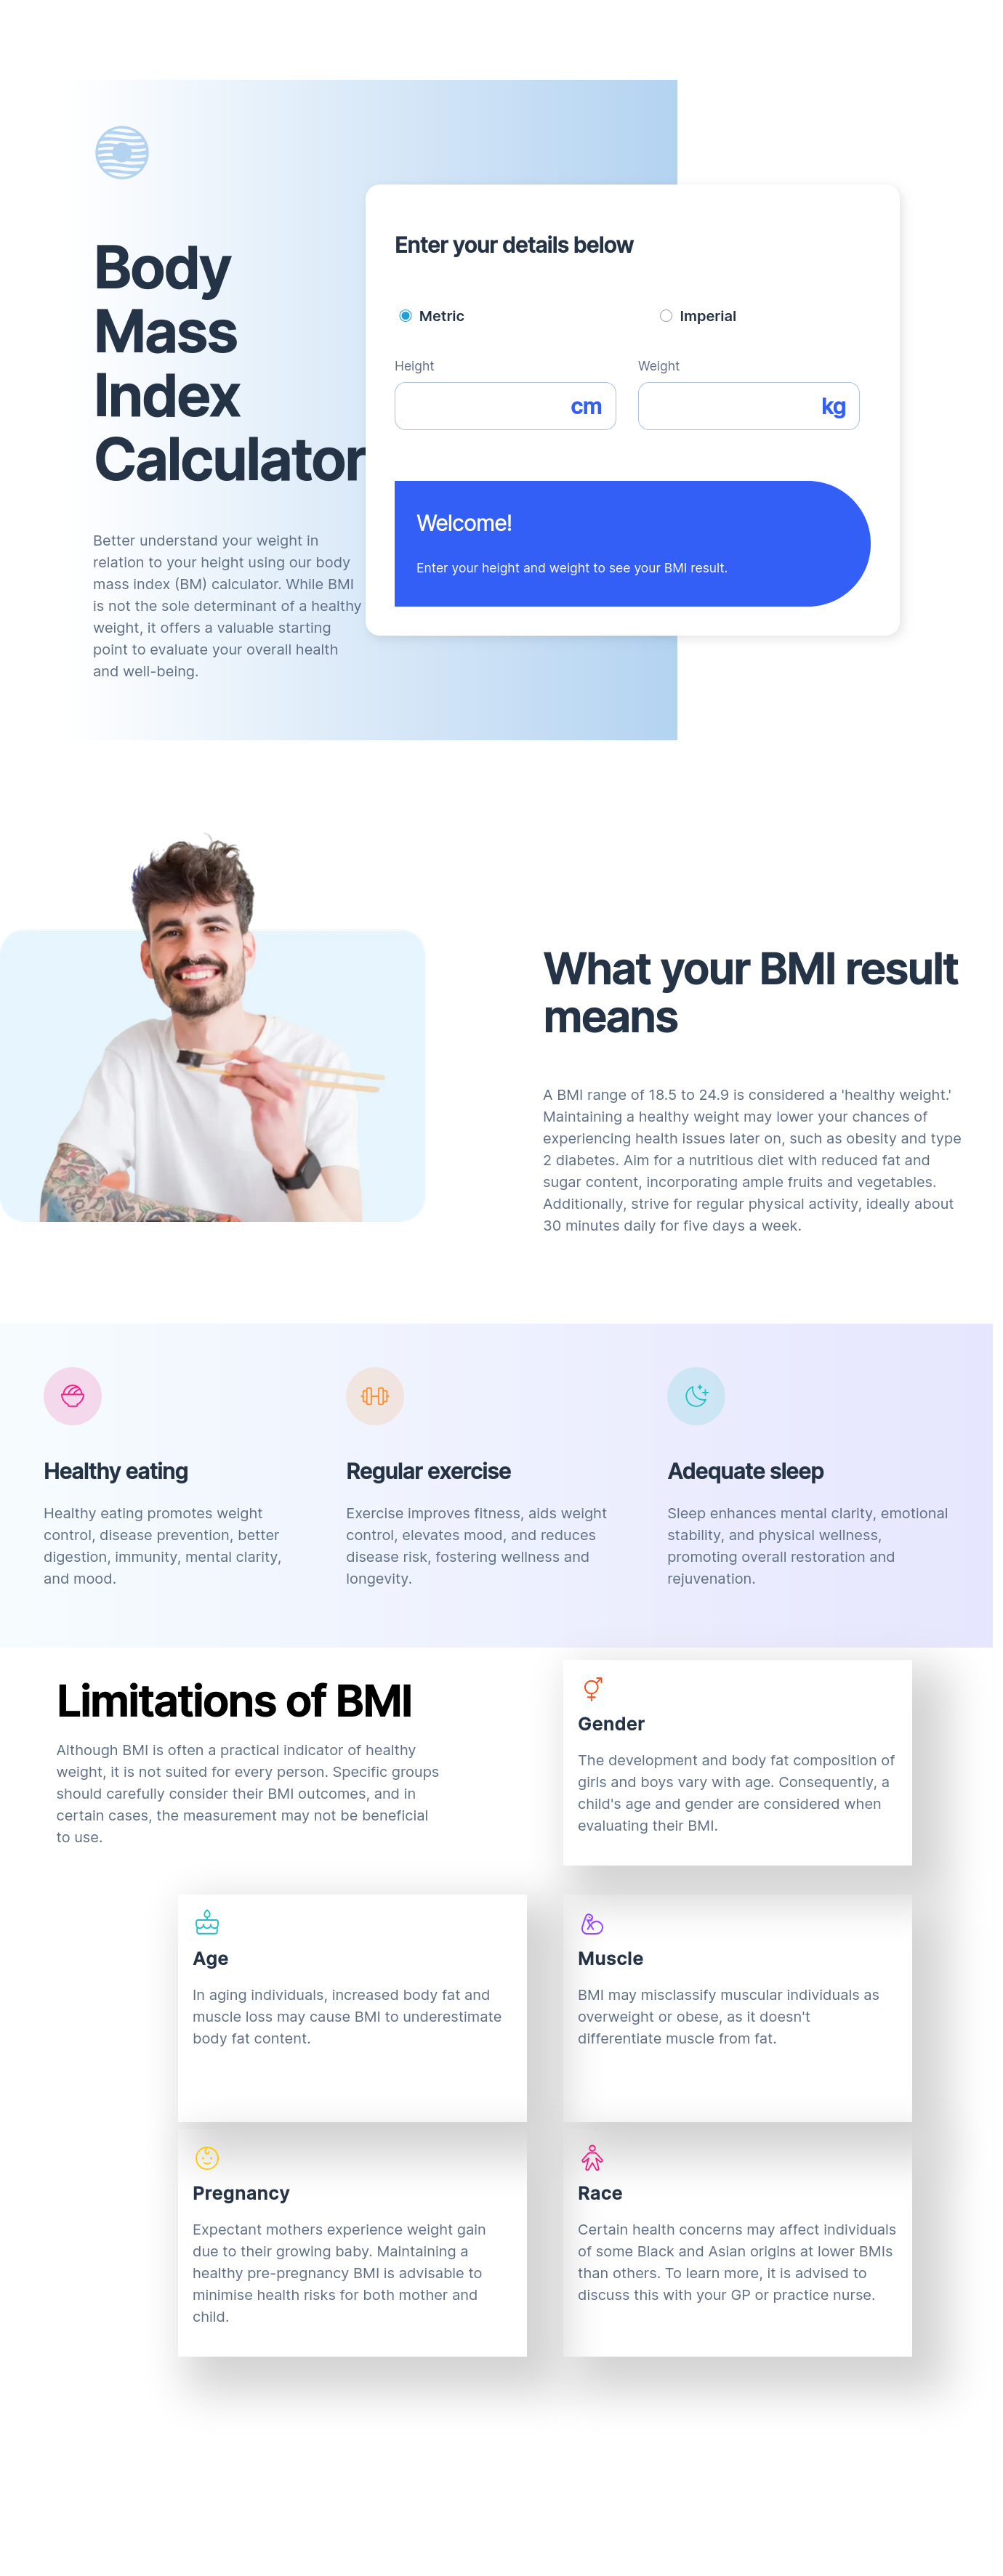 Body
Mass
Index
Calculator
Better understand your weight in
relation to your height using our body
mass index (BM) calculator. While BMI
is not the sole determinant of a healthy
weight, it offers a valuable starting
point to evaluate your overall health
and well-being.
Enter your details below
Metric
Imperial
Height
Weight
cm
kg
Welcome!
Enter your height and weight to see your BMI result.
What your BMI result
means
A BMI range of 18.5 to 24.9 is considered a 'healthy weight.'
Maintaining a healthy weight may lower your chances of
experiencing health issues later on, such as obesity and type
2 diabetes. Aim for a nutritious diet with reduced fat and
sugar content, incorporating ample fruits and vegetables.
Additionally, strive for regular physical activity, ideally about
30 minutes daily for five days a week.
Healthy eating
Healthy eating promotes weight
control, disease prevention, better
digestion, immunity, mental clarity,
and mood.
Regular exercise
Exercise improves fitness, aids weight
control, elevates mood, and reduces
disease risk, fostering wellness and
longevity.
Adequate sleep
Sleep enhances mental clarity, emotional
stability, and physical wellness,
promoting overall restoration and
rejuvenation.
Limitations of BMI
Although BMI is often a practical indicator of healthy
weight, it is not suited for every person. Specific groups
should carefully consider their BMI outcomes, and in
certain cases, the measurement may not be beneficial
to use.
Gender
The development and body fat composition of
girls and boys vary with age. Consequently, a
child's age and gender are considered when
evaluating their BMI.
Age
In aging individuals, increased body fat and
muscle loss may cause BMI to underestimate
body fat content.
Muscle
BMI may misclassify muscular individuals as
overweight or obese, as it doesn't
differentiate muscle from fat.
Pregnancy
Expectant mothers experience weight gain
due to their growing baby. Maintaining a
healthy pre-pregnancy BMI is advisable to
minimise health risks for both mother and
child.
Race
Certain health concerns may affect individuals
of some Black and Asian origins at lower BMIs
than others. To learn more, it is advised to
discuss this with your GP or practice nurse.